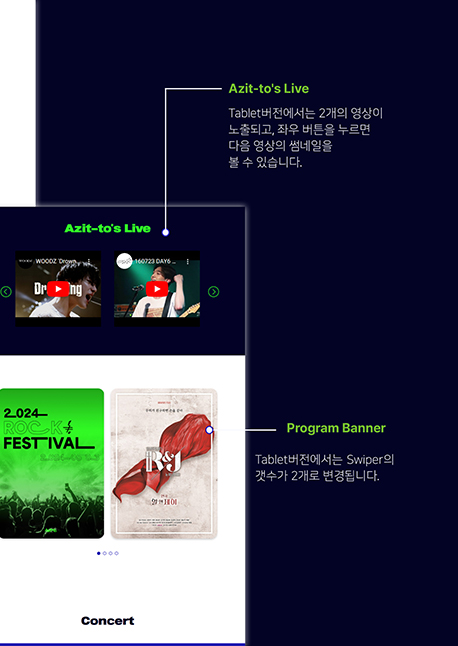 Azit-to's Live
Tablet버전에서는 2개의 영상이
노출되고, 좌우 버튼을 누르면
다음 영상의 썸네일을
볼 수 있습니다.
Azit-to's Live
WOODZ 'Drown...
160723 DAY6 ...
2024
ROCK
FESTIVAL
R&J
Program Banner
Tablet버전에서는 Swiper의
갯수가 2개로 변경됩니다.
Concert